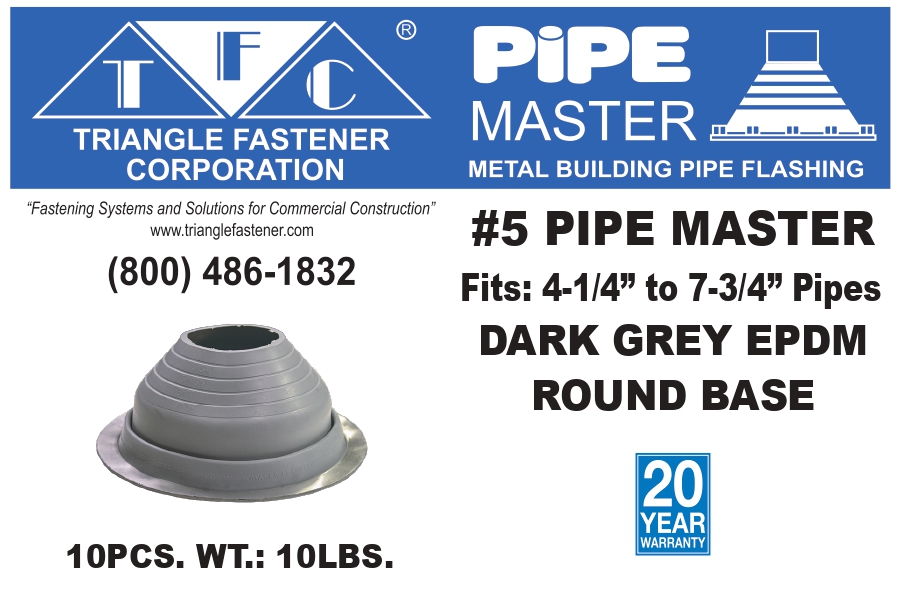 TFC ®
TRIANGLE FASTENER
CORPORATION
PiPE
MASTER
METAL BUILDING PIPE FLASHING
“Fastening Systems and Solutions for Commercial Construction”
www.trianglefastener.com
(800) 486-1832
#5 PIPE MASTER
Fits: 4-1/4” to 7-3/4” Pipes
DARK GREY EPDM
ROUND BASE
20
YEAR
WARRANTY
10PCS. WT.: 10LBS.